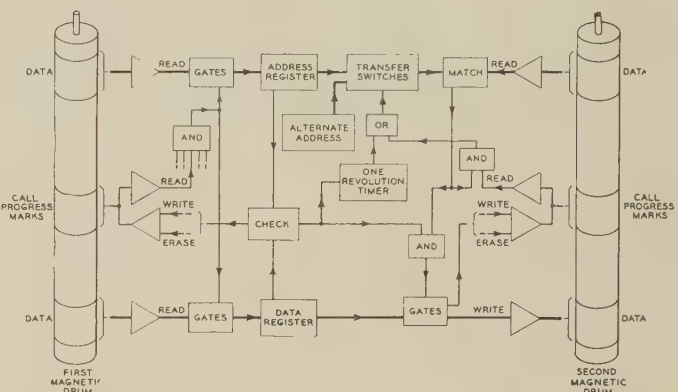 DATA
READ
GATES
ADDRESS
REGISTER
TRANSFER
SWITCHES
MATCH
READ
DATA
ALTERNATE
ADDRESS
OR
AND
AND
READ
ONE
REVOLUTION
TIMER
READ
CALL
PROGRESS
MARKS
WRITE
ERASE
CHECK
AND
WRITE
ERASE
CALL
PROGRESS
MARKS
DATA
READ
GATES
DATA
REGISTER
GATES
WRITE
DATA
FIRST
MAGNETIC
DRUM
SECOND
MAGNETIC
DRUM